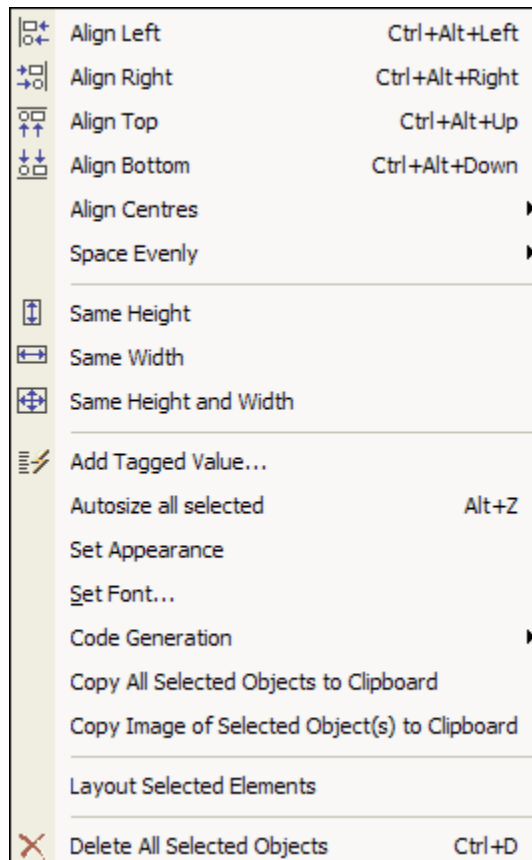 Align Left Ctrl+Alt+Left
Align Right Ctrl+Alt+Right
Align Top Ctrl+Alt+Up
Align Bottom Ctrl+Alt+Down
Align Centres
Space Evenly
Same Height
Same Width
Same Height and Width
Add Tagged Value...
Autosize all selected Alt+Z
Set Appearance
Set Font...
Code Generation
Copy All Selected Objects to Clipboard
Copy Image of Selected Object(s) to Clipboard
Layout Selected Elements
Delete All Selected Objects Ctrl+D